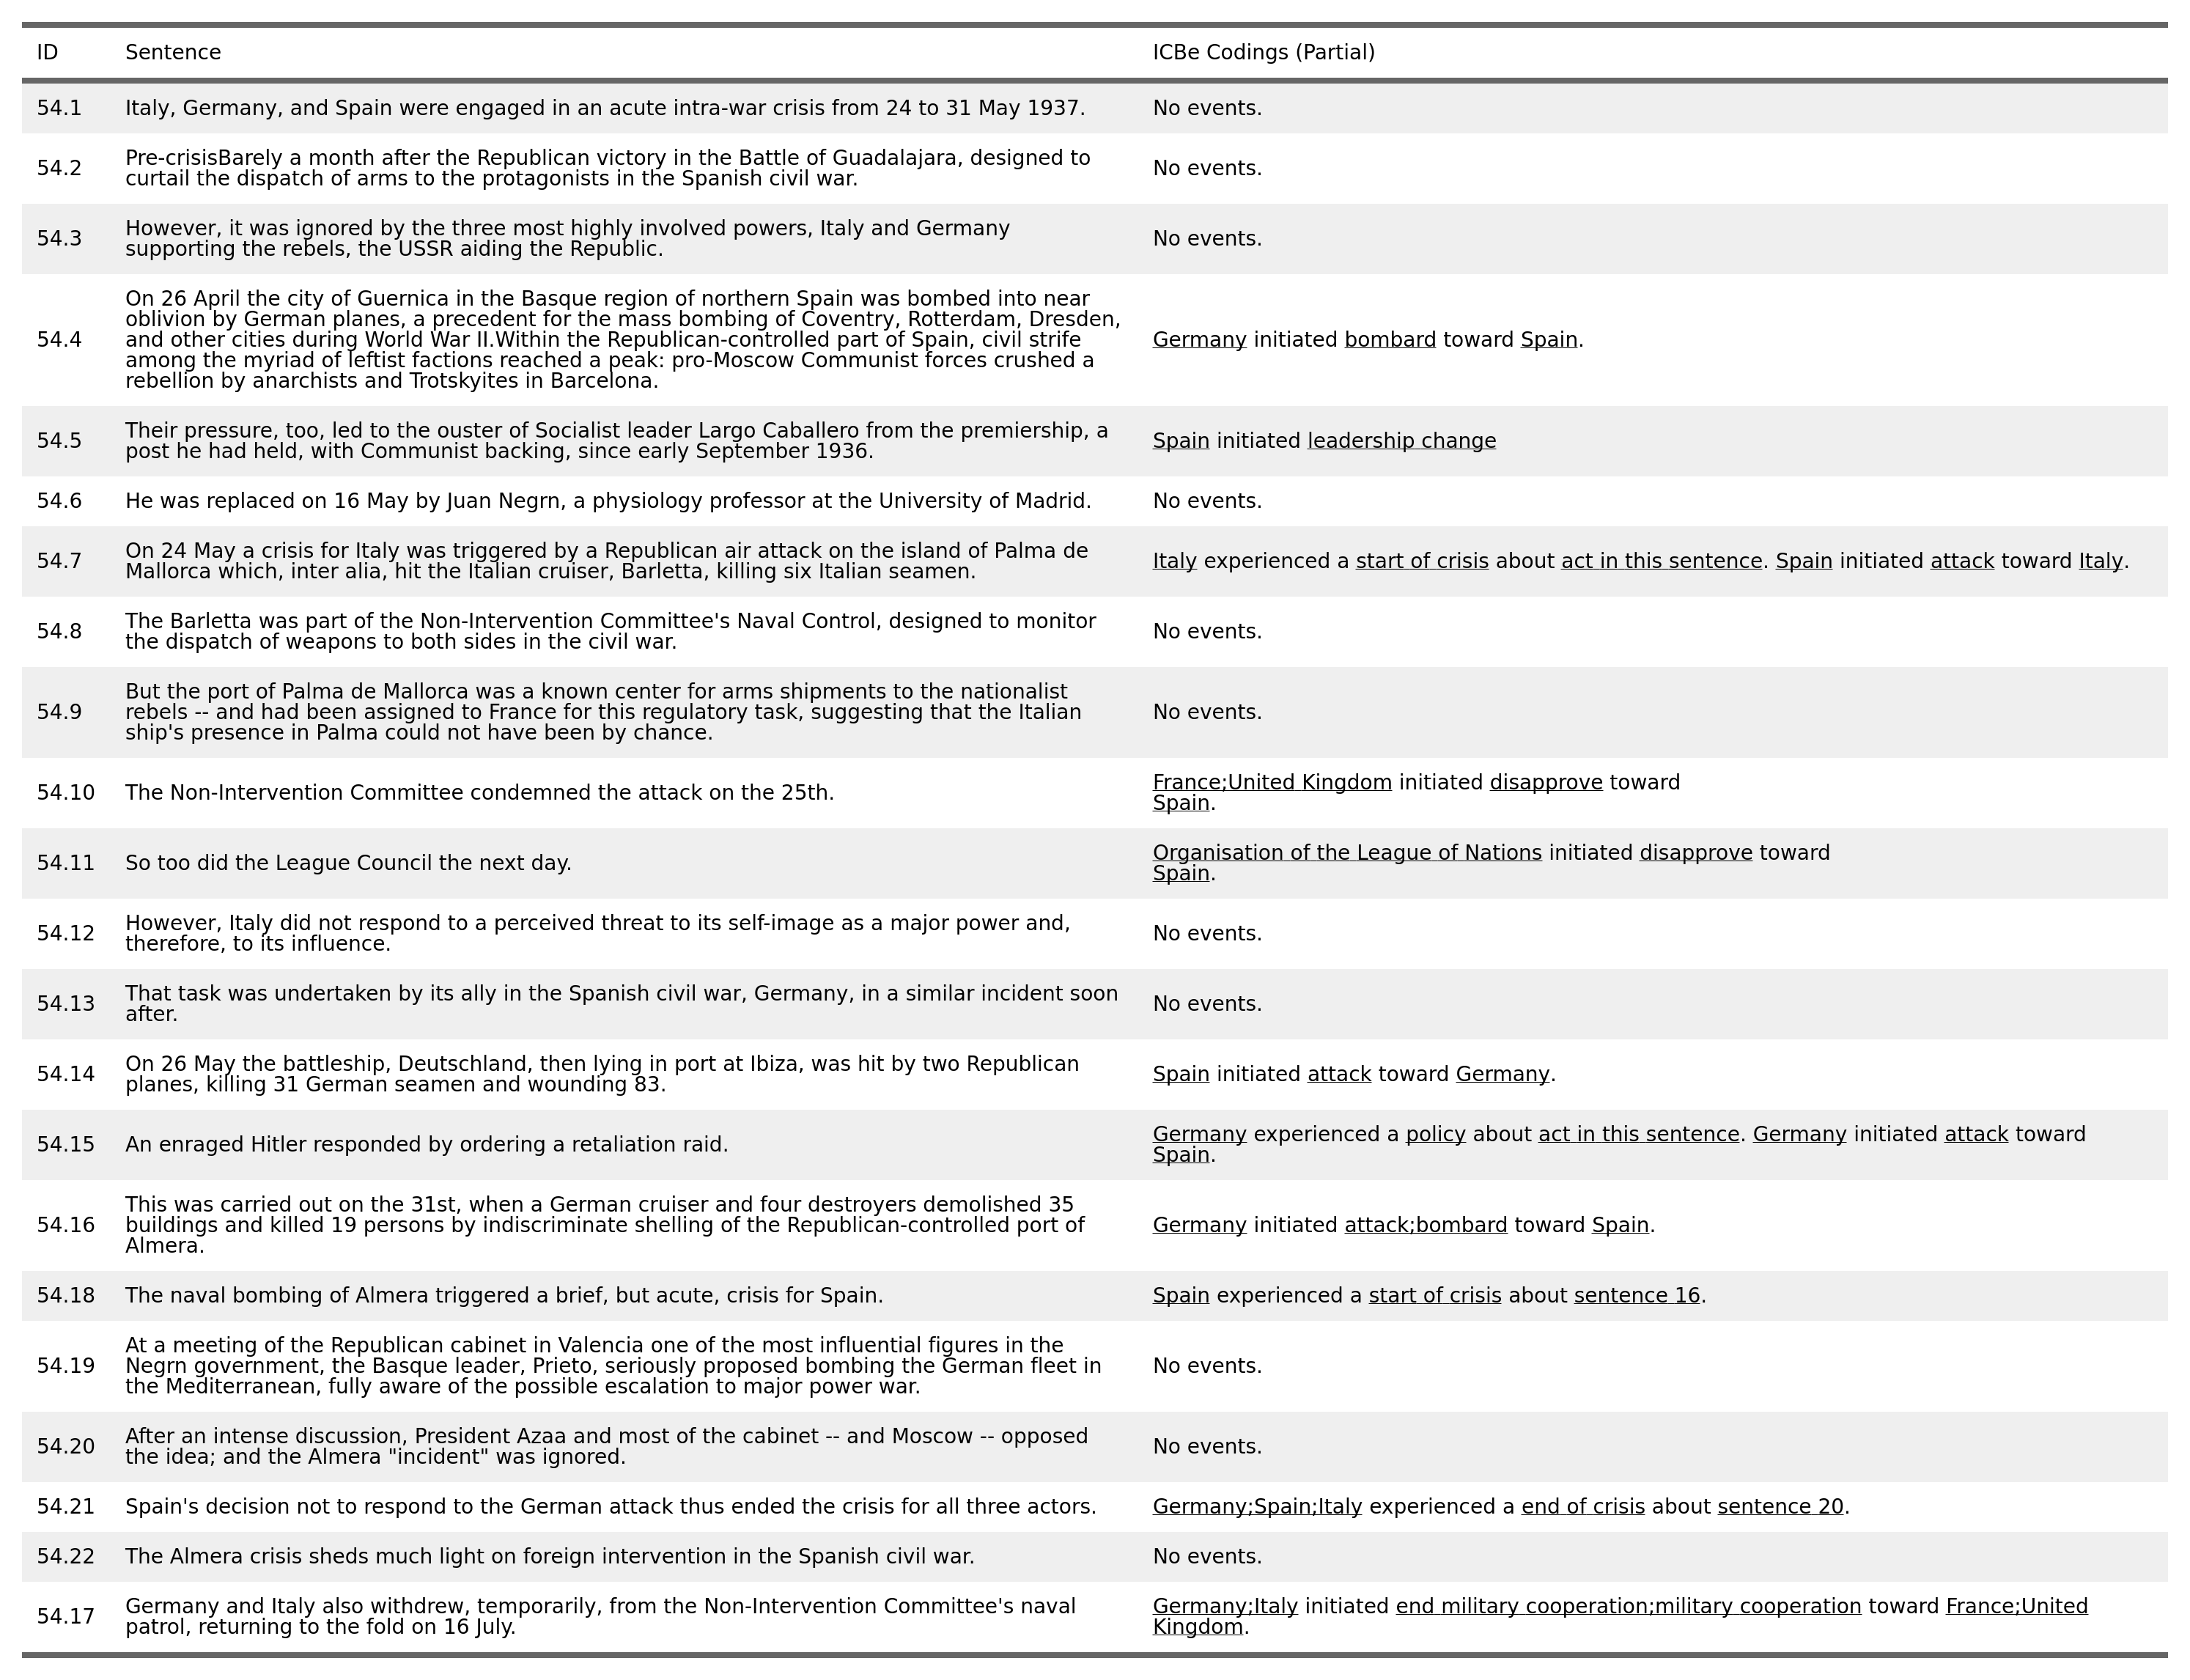 ID Sentence ICBe Codings (Partial)
54.1 Italy, Germany, and Spain were engaged in an acute intra-war crisis from 24 to 31 May 1937. No events.
54.2 Pre-crisisBarely a month after the Republican victory in the Battle of Guadalajara, designed to
curtail the dispatch of arms to the protagonists in the Spanish civil war. No events.
54.3 However, it was ignored by the three most highly involved powers, Italy and Germany
supporting the rebels, the USSR aiding the Republic. No events.
54.4 On 26 April the city of Guernica in the Basque region of northern Spain was bombed into near
oblivion by German planes, a precedent for the mass bombing of Coventry, Rotterdam, Dresden,
and other cities during World War II.Within the Republican-controlled part of Spain, civil strife
among the myriad of leftist factions reached a peak: pro-Moscow Communist forces crushed a
rebellion by anarchists and Trotskyites in Barcelona. Germany initiated bombard toward Spain.
54.5 Their pressure, too, led to the ouster of Socialist leader Largo Caballero from the premiership, a
post he had held, with Communist backing, since early September 1936. Spain initiated leadership change
54.6 He was replaced on 16 May by Juan Negrn, a physiology professor at the University of Madrid. No events.
54.7 On 24 May a crisis for Italy was triggered by a Republican air attack on the island of Palma de
Mallorca which, inter alia, hit the Italian cruiser, Barletta, killing six Italian seamen. Italy experienced a start of crisis about act in this sentence. Spain initiated attack toward Italy.
54.8 The Barletta was part of the Non-Intervention Committee's Naval Control, designed to monitor
the dispatch of weapons to both sides in the civil war. No events.
54.9 But the port of Palma de Mallorca was a known center for arms shipments to the nationalist
rebels -- and had been assigned to France for this regulatory task, suggesting that the Italian
ship's presence in Palma could not have been by chance. No events.
54.10 The Non-Intervention Committee condemned the attack on the 25th. France;United Kingdom initiated disapprove toward
Spain.
54.11 So too did the League Council the next day. Organisation of the League of Nations initiated disapprove toward
Spain.
54.12 However, Italy did not respond to a perceived threat to its self-image as a major power and,
therefore, to its influence. No events.
54.13 That task was undertaken by its ally in the Spanish civil war, Germany, in a similar incident soon
after. No events.
54.14 On 26 May the battleship, Deutschland, then lying in port at Ibiza, was hit by two Republican
planes, killing 31 German seamen and wounding 83. Spain initiated attack toward Germany.
54.15 An enraged Hitler responded by ordering a retaliation raid. Germany experienced a policy about act in this sentence. Germany initiated attack toward
Spain.
54.16 This was carried out on the 31st, when a German cruiser and four destroyers demolished 35
buildings and killed 19 persons by indiscriminate shelling of the Republican-controlled port of
Almera. Germany initiated attack;bombard toward Spain.
54.18 The naval bombing of Almera triggered a brief, but acute, crisis for Spain. Spain experienced a start of crisis about sentence 16.
54.19 At a meeting of the Republican cabinet in Valencia one of the most influential figures in the
Negrn government, the Basque leader, Prieto, seriously proposed bombing the German fleet in
the Mediterranean, fully aware of the possible escalation to major power war. No events.
54.20 After an intense discussion, President Azaa and most of the cabinet -- and Moscow -- opposed
the idea; and the Almera "incident" was ignored. No events.
54.21 Spain's decision not to respond to the German attack thus ended the crisis for all three actors. Germany;Spain;Italy experienced a end of crisis about sentence 20.
54.22 The Almera crisis sheds much light on foreign intervention in the Spanish civil war. No events.
54.17 Germany and Italy also withdrew, temporarily, from the Non-Intervention Committee's naval
patrol, returning to the fold on 16 July. Germany;Italy initiated end military cooperation;military cooperation toward France;United
Kingdom.